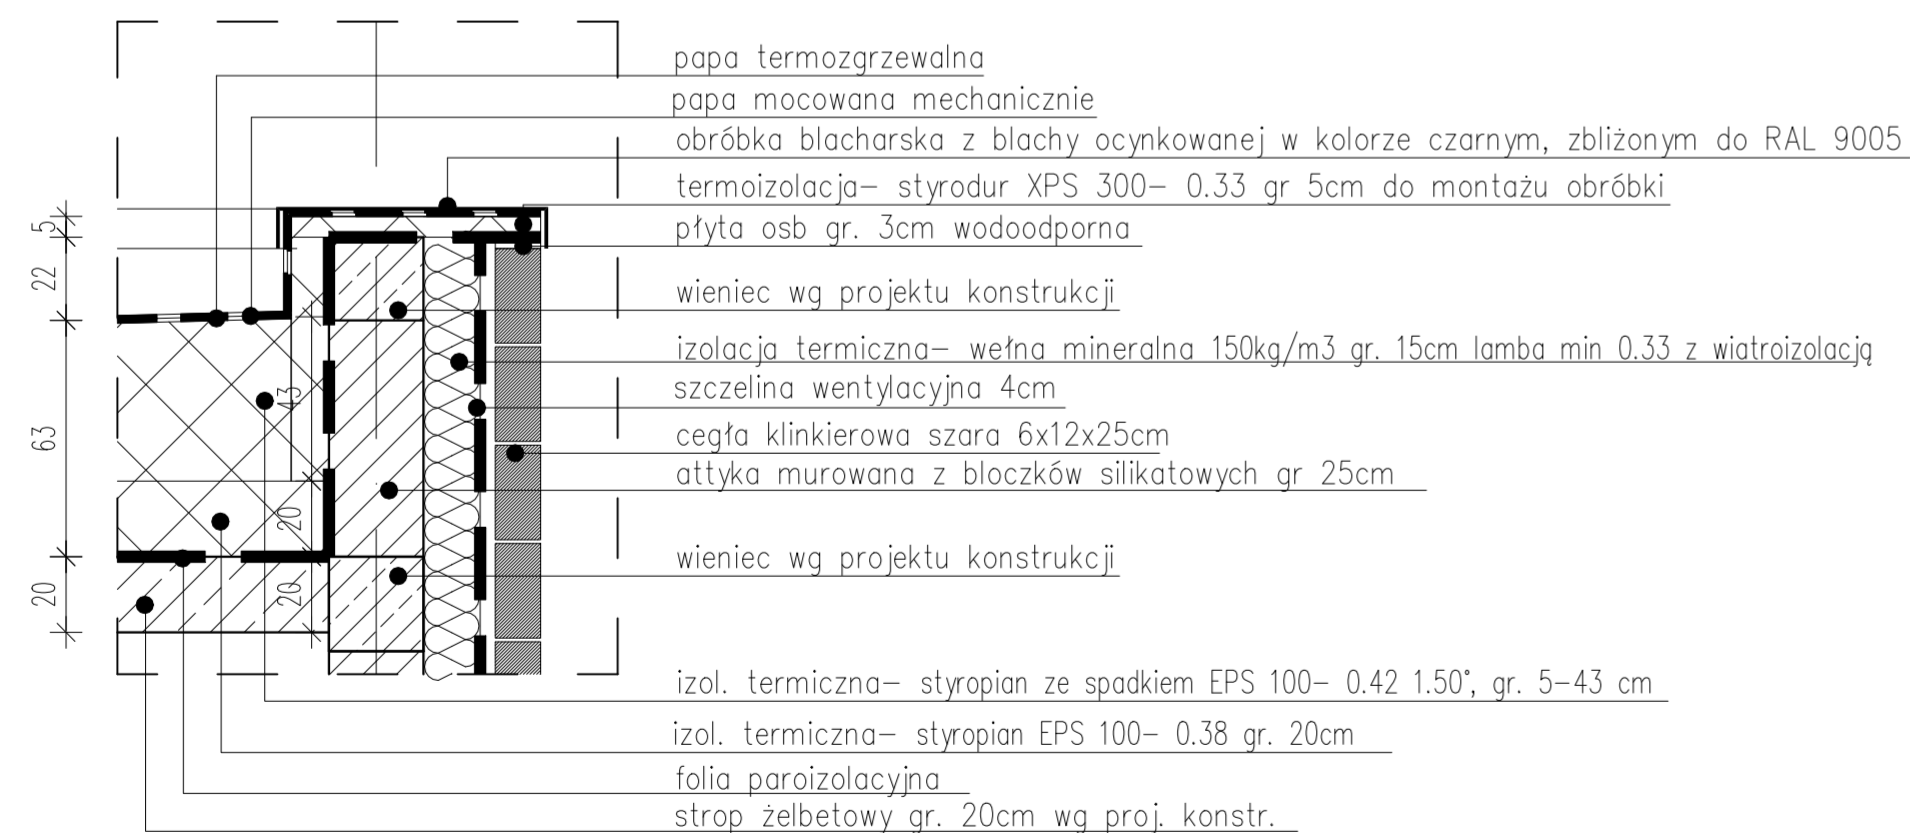 papa termozgrzewalna
papa mocowana mechanicznie
obróbka blacharska z blachy ocynkowanej w kolorze czarnym, zbliżonym do RAL 9005
termoizolacja– styrodur XPS 300– 0.33 gr 5cm do montażu obróbki
płyta osb gr. 3cm wodoodporna
wieniec wg projektu konstrukcji
izolacja termiczna– wełna mineralna 150kg/m3 gr. 15cm lamba min 0.33 z wiatroizolacją
szczelina wentylacyjna 4cm
cegła klinkierowa szara 6x12x25cm
attyka murowana z bloczków silikatowych gr 25cm
wieniec wg projektu konstrukcji
izol. termiczna– styropian ze spadkiem EPS 100– 0.42 1.50°, gr. 5–43 cm
izol. termiczna– styropian EPS 100– 0.38 gr. 20cm
folia paroizolacyjna
strop żelbetowy gr. 20cm wg proj. konstr.
5
22
63
20
43
20
20